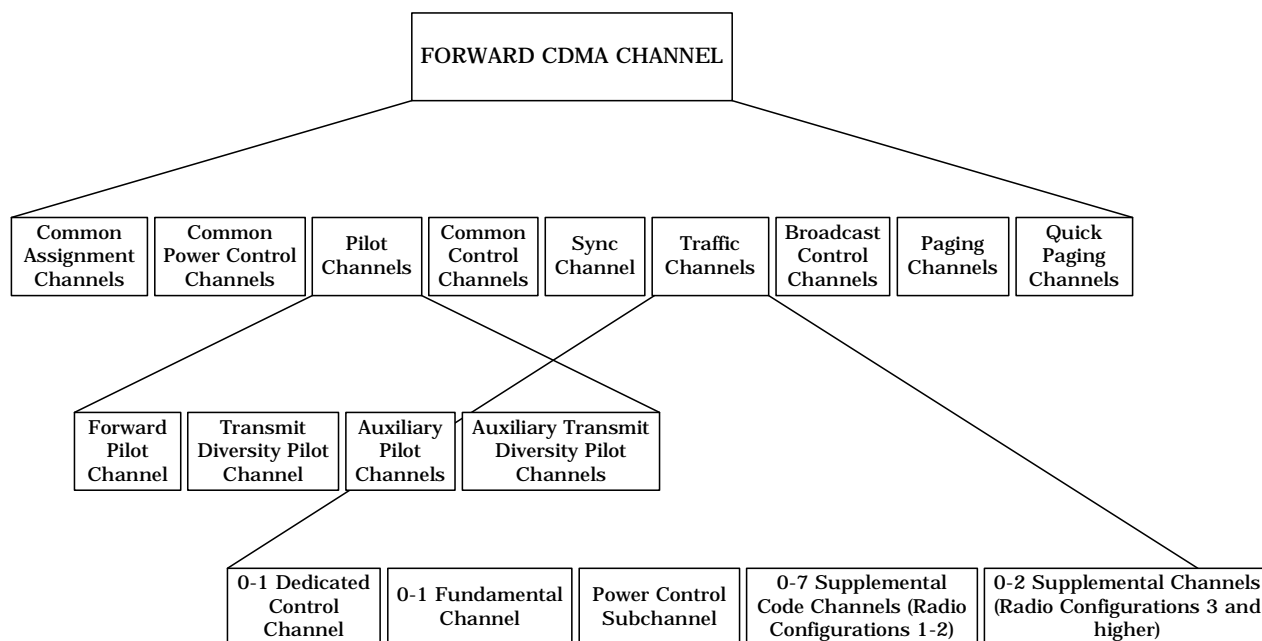 FORWARD CDMA CHANNEL
Common
Assignment
Channels
Common
Power Control
Channels
Pilot
Channels
Common
Control
Channels
Sync
Channel
Traffic
Channels
Broadcast
Control
Channels
Paging
Channels
Quick
Paging
Channels
Forward
Pilot
Channel
Transmit
Diversity Pilot
Channel
Auxiliary
Pilot
Channels
Auxiliary Transmit
Diversity Pilot
Channels
0-1 Dedicated
Control
Channel
0-1 Fundamental
Channel
Power Control
Subchannel
0-7 Supplemental
Code Channels (Radio
Configurations 1-2)
0-2 Supplemental Channels
(Radio Configurations 3 and
higher)